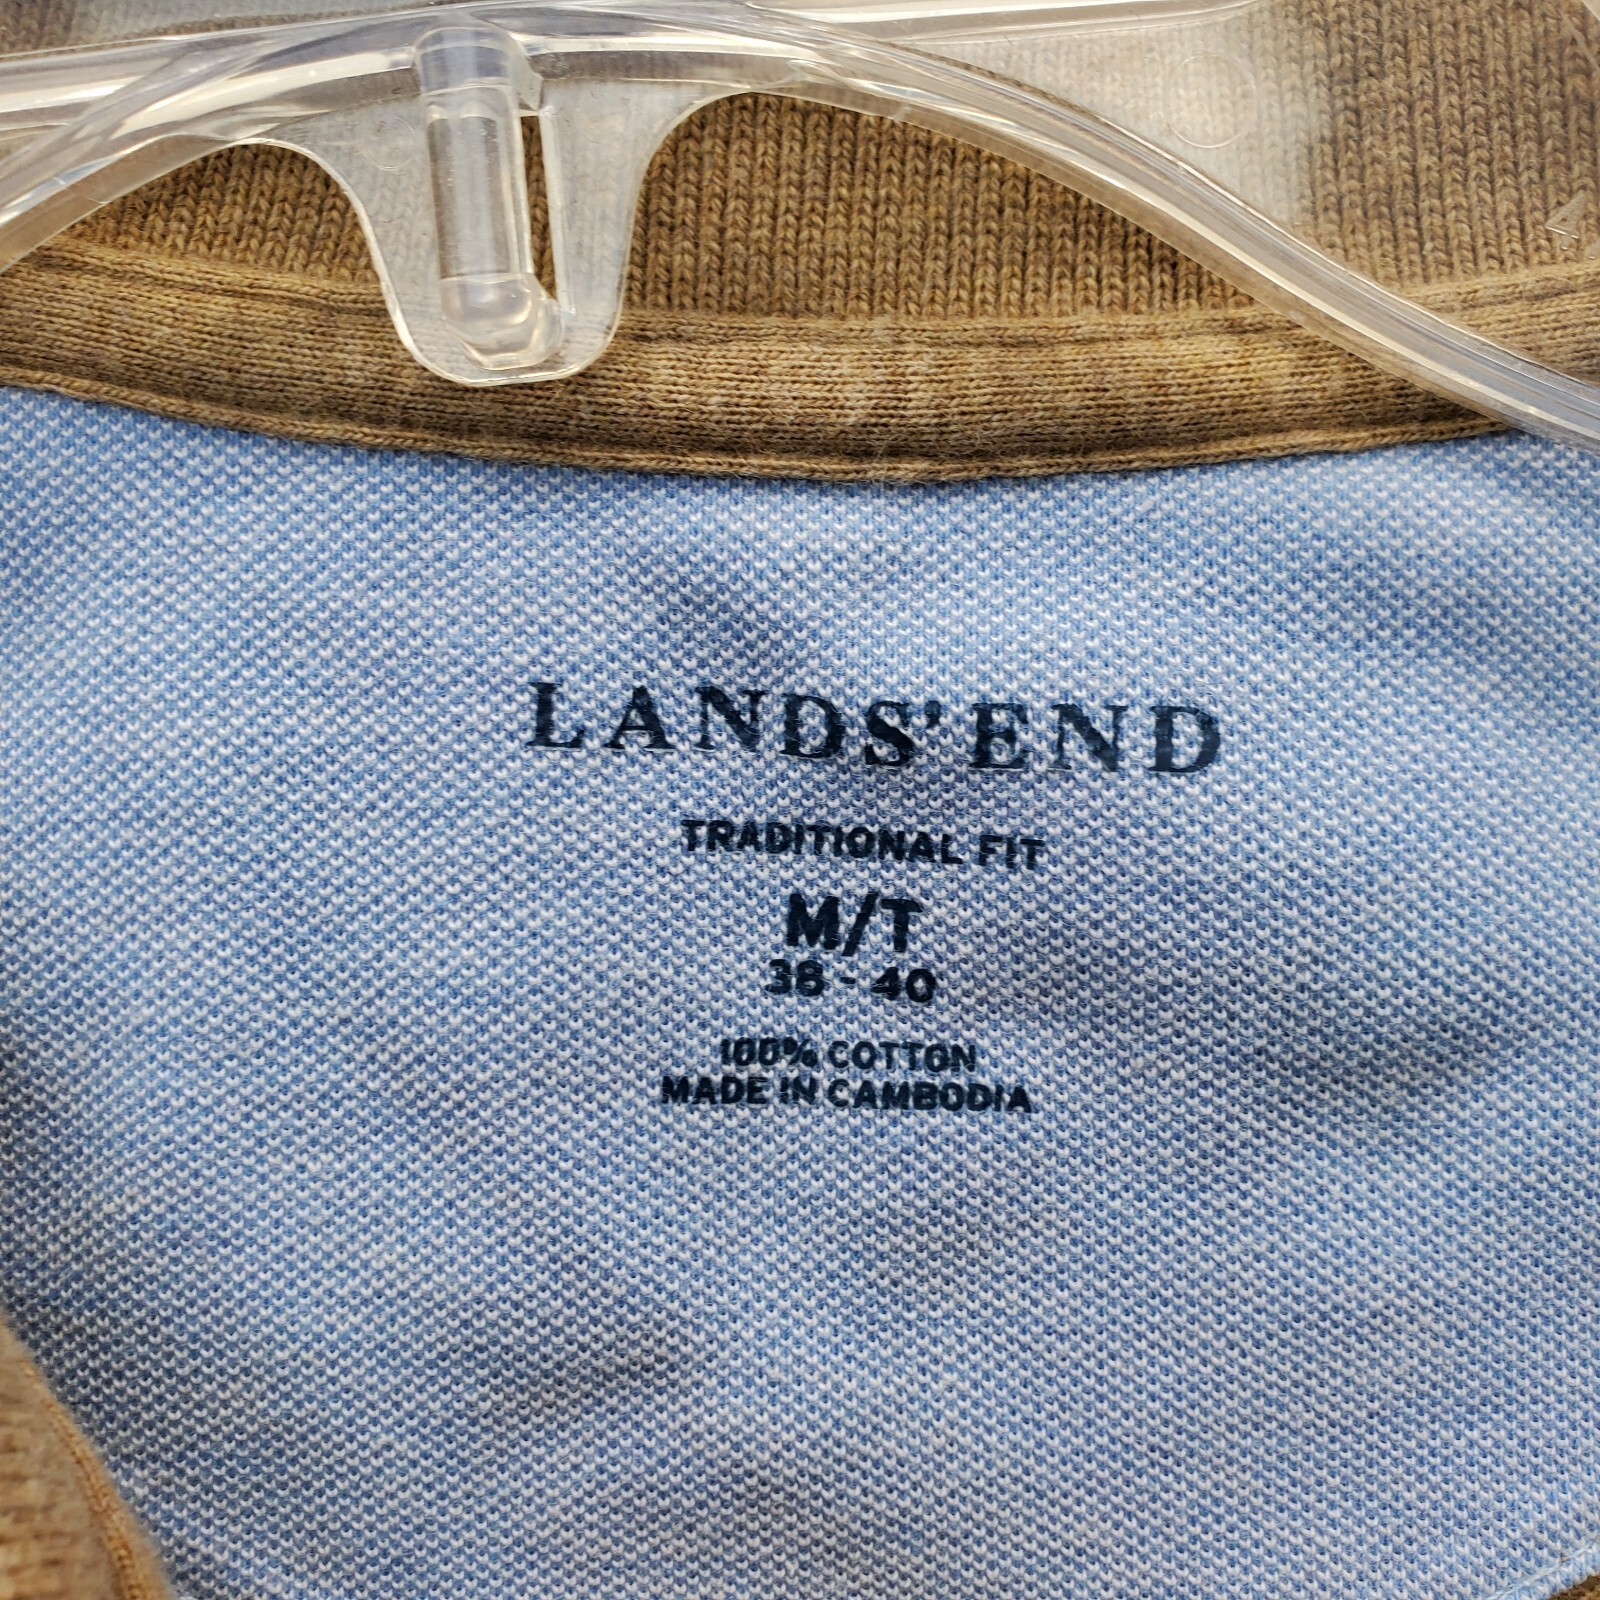 LANDS' END
TRADITIONAL FIT
M/T
38 - 40
100% COTTON
MADE IN CAMBODIA